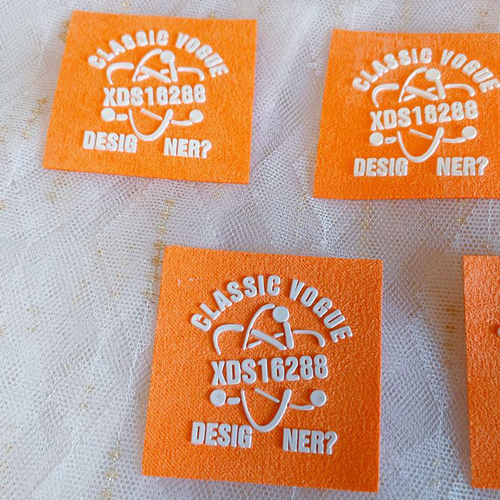 CLASSIC VOGUE
XDS16288
DESIG NER?
CLASSIC VOGUE
XDS16288
DESIG NER?
CLASSIC VOGUE
XDS16288
DESIG NER?